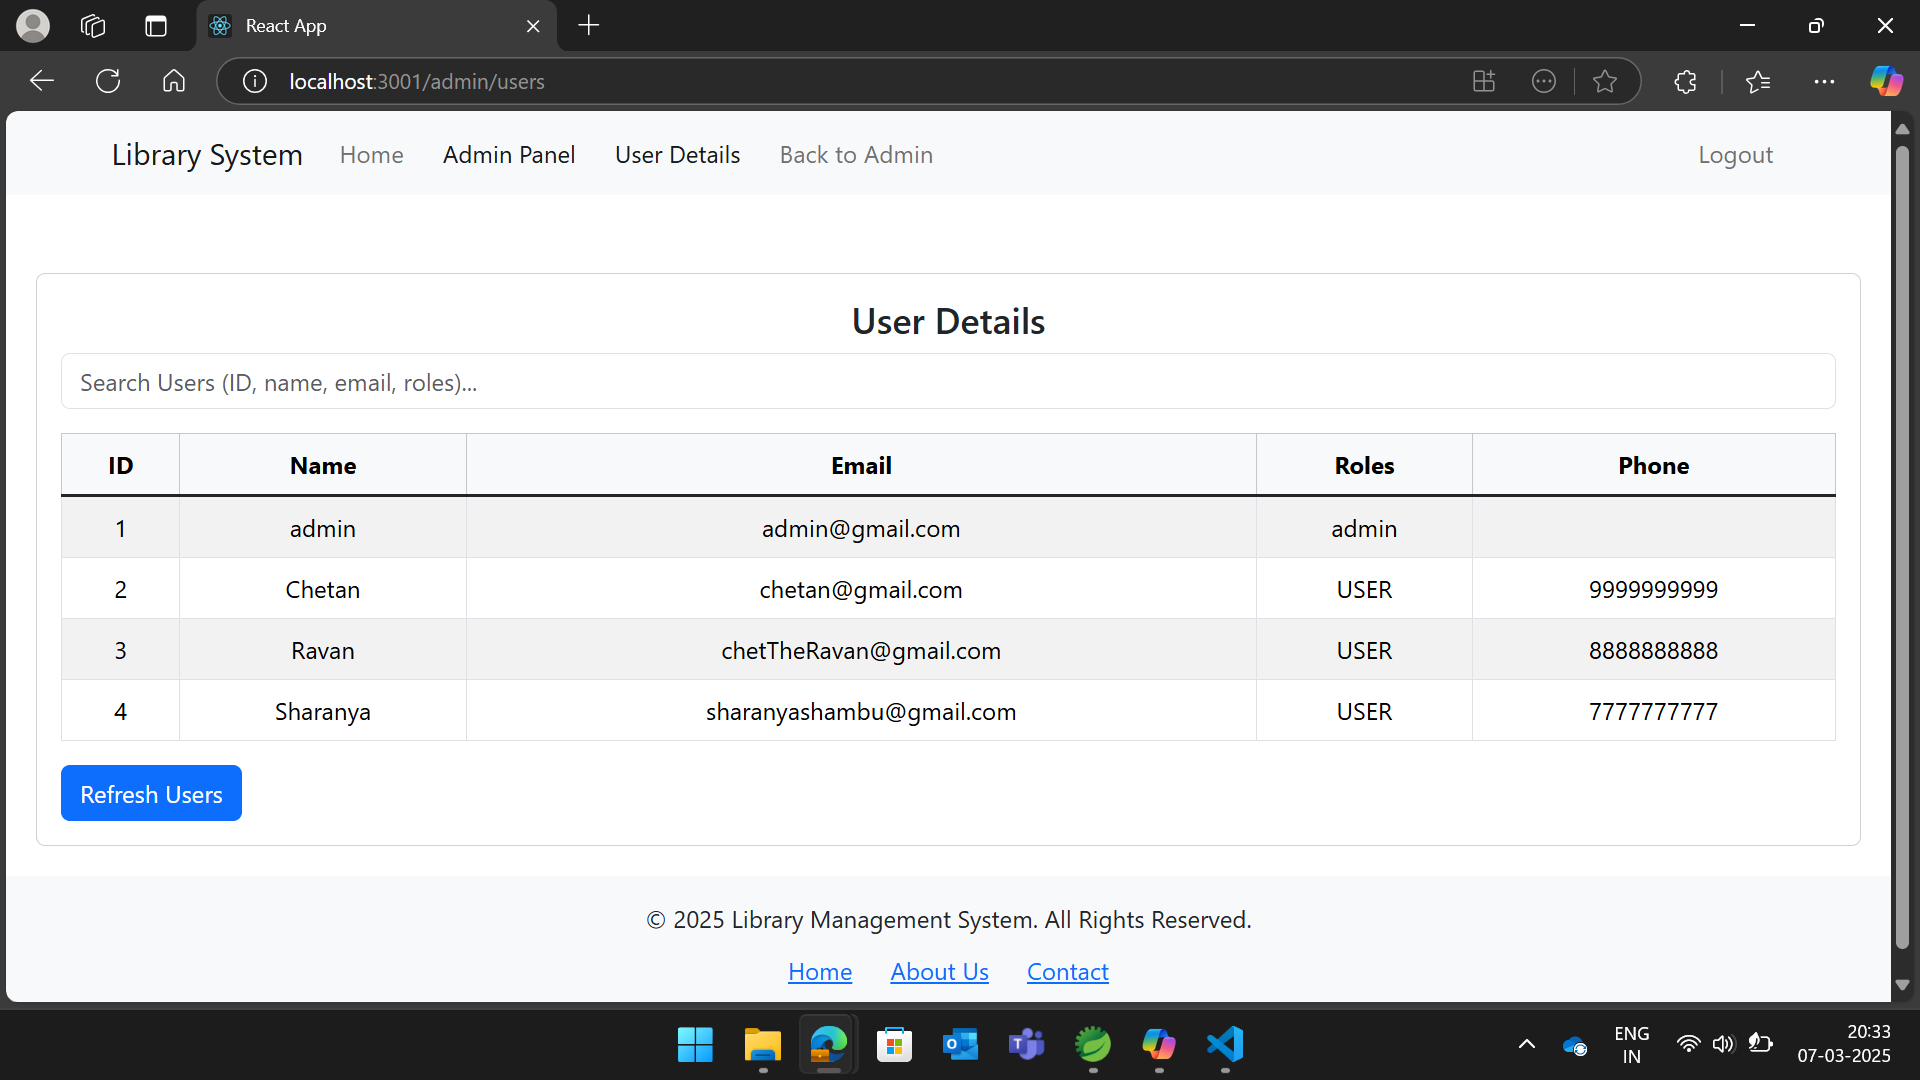 React App
localhost:3001/admin/users
Library System Home Admin Panel User Details Back to Admin Logout
User Details
Search Users (ID, name, email, roles)...
ID Name Email Roles Phone
1 admin admin@gmail.com admin
2 Chetan chetan@gmail.com USER 9999999999
3 Ravan chetTheRavan@gmail.com USER 8888888888
4 Sharanya sharanyashambu@gmail.com USER 7777777777
Refresh Users
© 2025 Library Management System. All Rights Reserved.
Home About Us Contact
ENG 20:33
IN 07-03-2025